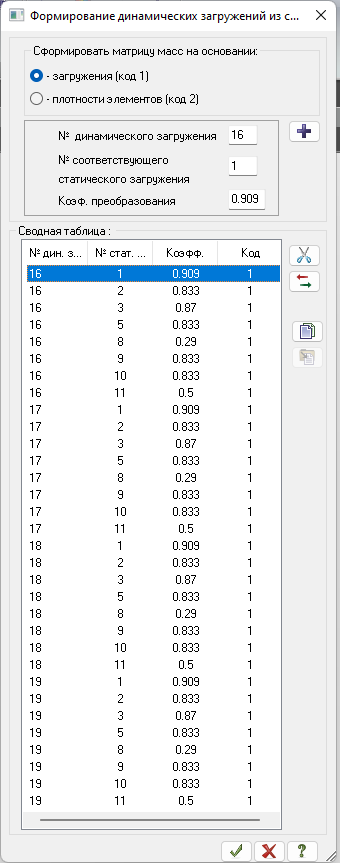 Формирование динамических загружений из с...
Сформировать матрицу масс на основании:
- загружения (код 1)
- плотности элементов (код 2)
№ динамического загружения 16
№ соответствующего статического загружения 1
Коэф. преобразования 0.909
Сводная таблица :
№ дин. з... № стат. ... Коэфф. Код
16 1 0.909 1
16 2 0.833 1
16 3 0.87 1
16 5 0.833 1
16 8 0.29 1
16 9 0.833 1
16 10 0.833 1
16 11 0.5 1
17 1 0.909 1
17 2 0.833 1
17 3 0.87 1
17 5 0.833 1
17 8 0.29 1
17 9 0.833 1
17 10 0.833 1
17 11 0.5 1
18 1 0.909 1
18 2 0.833 1
18 3 0.87 1
18 5 0.833 1
18 8 0.29 1
18 9 0.833 1
18 10 0.833 1
18 11 0.5 1
19 1 0.909 1
19 2 0.833 1
19 3 0.87 1
19 5 0.833 1
19 8 0.29 1
19 9 0.833 1
19 10 0.833 1
19 11 0.5 1
?